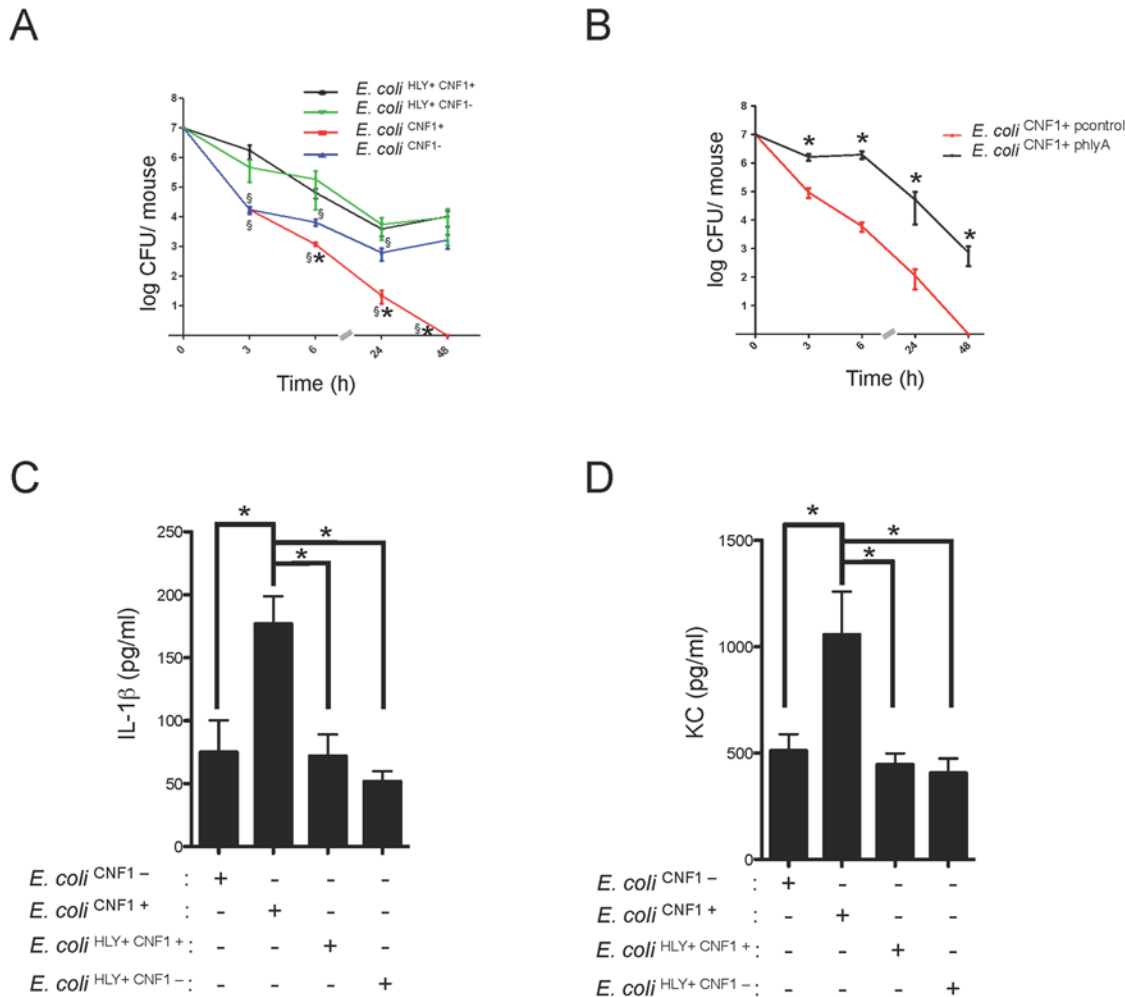 A
E. coli HLY+ CNF1+
E. coli HLY+ CNF1-
E. coli CNF1+
E. coli CNF1-
log CFU/ mouse
8
7
6
5
4
3
2
1
§
§
§
§*
§
§*
§*
0
3
6
24
48
Time (h)
B
E. coli CNF1+ pcontrol
E. coli CNF1+ phlyA
log CFU/ mouse
8
7
6
5
4
3
2
1
*
*
*
*
0
3
6
24
48
Time (h)
C
IL-1β (pg/ml)
250
200
150
100
50
0
*
*
*
E. coli CNF1 – : + - - -
E. coli CNF1 + : - + - -
E. coli HLY+ CNF1 + : - - + -
E. coli HLY+ CNF1 – : - - - +
D
KC (pg/ml)
1500
1000
500
0
*
*
*
E. coli CNF1 – : + - - -
E. coli CNF1 + : - + - -
E. coli HLY+ CNF1 + : - - + -
E. coli HLY+ CNF1 – : - - - +